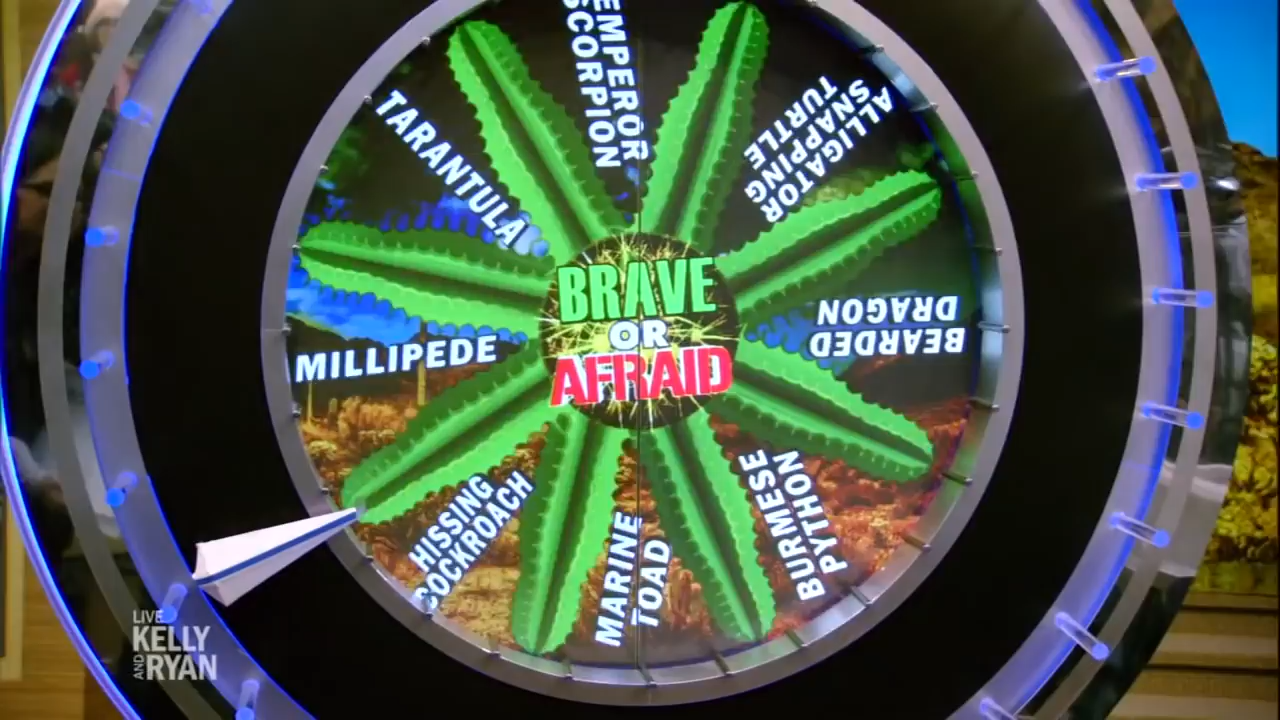 EMPEROR
SCORPION
ALLIGATOR
SNAPPING
TURTLE
TARANTULA
BRAVE
OR
AFRAID
BEARDED
DRAGON
MILLIPEDE
HISSING
COCKROACH
MARINE
TOAD
BURMESE
PYTHON
LIVE
KELLY
AND RYAN